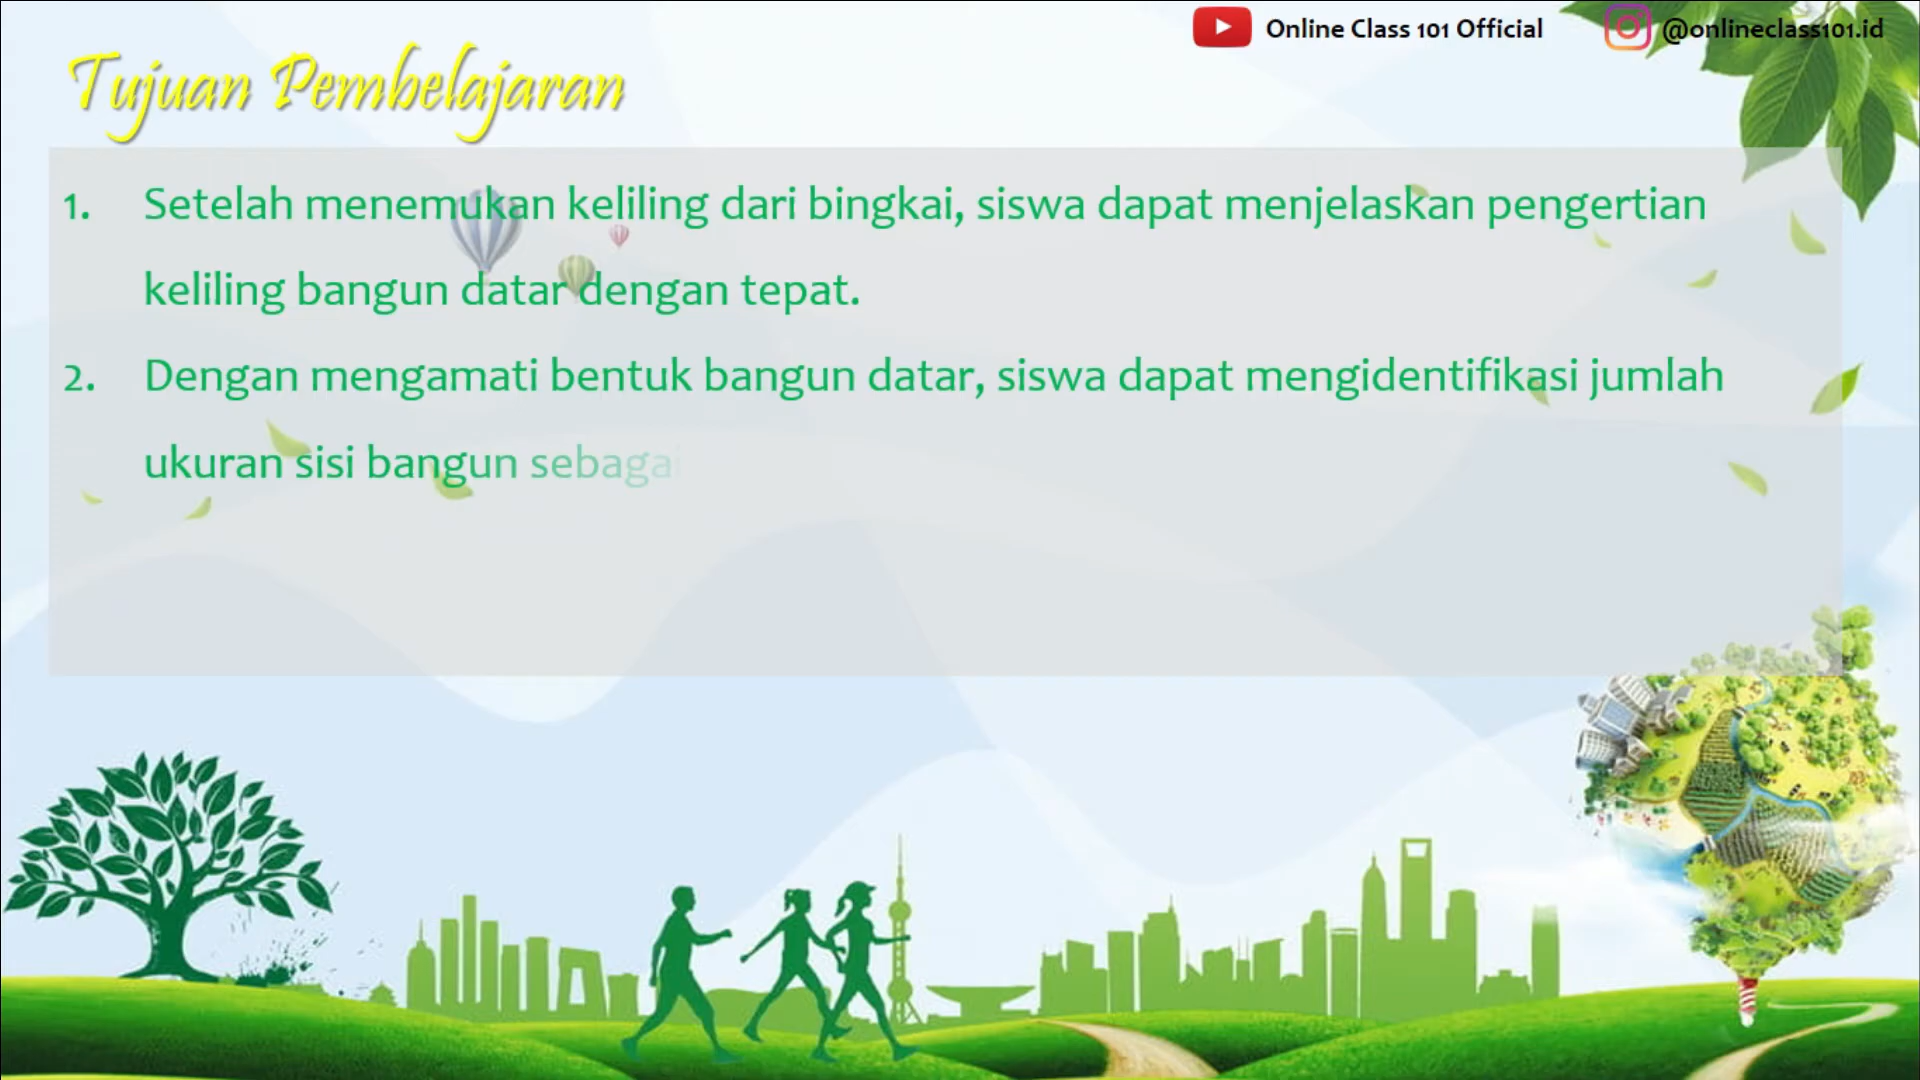 Online Class 101 Official @onlineclass101.id
Tujuan Pembelajaran
1. Setelah menemukan keliling dari bingkai, siswa dapat menjelaskan pengertian
keliling bangun datar dengan tepat.
2. Dengan mengamati bentuk bangun datar, siswa dapat mengidentifikasi jumlah
ukuran sisi bangun sebagai